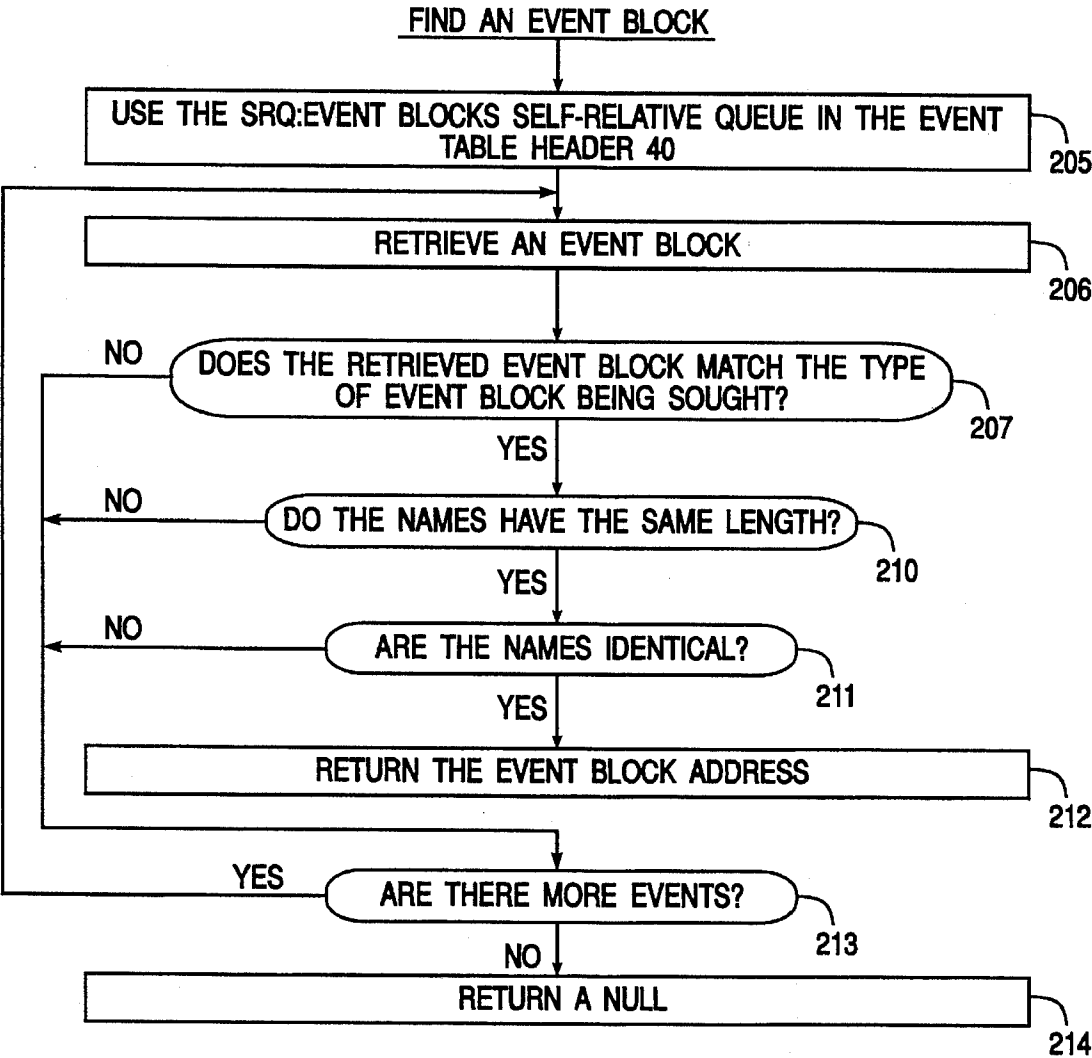 FIND AN EVENT BLOCK
USE THE SRQ:EVENT BLOCKS SELF-RELATIVE QUEUE IN THE EVENT
TABLE HEADER 40
205
RETRIEVE AN EVENT BLOCK
206
NO
DOES THE RETRIEVED EVENT BLOCK MATCH THE TYPE
OF EVENT BLOCK BEING SOUGHT?
207
YES
NO
DO THE NAMES HAVE THE SAME LENGTH?
210
YES
NO
ARE THE NAMES IDENTICAL?
211
YES
RETURN THE EVENT BLOCK ADDRESS
212
YES
ARE THERE MORE EVENTS?
213
NO
RETURN A NULL
214